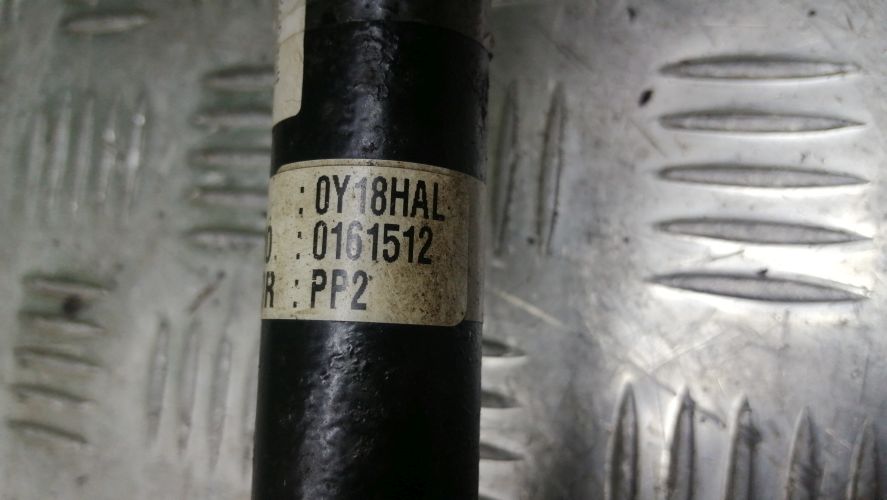 : 0Y18HAL
O. : 0161512
R : PP2